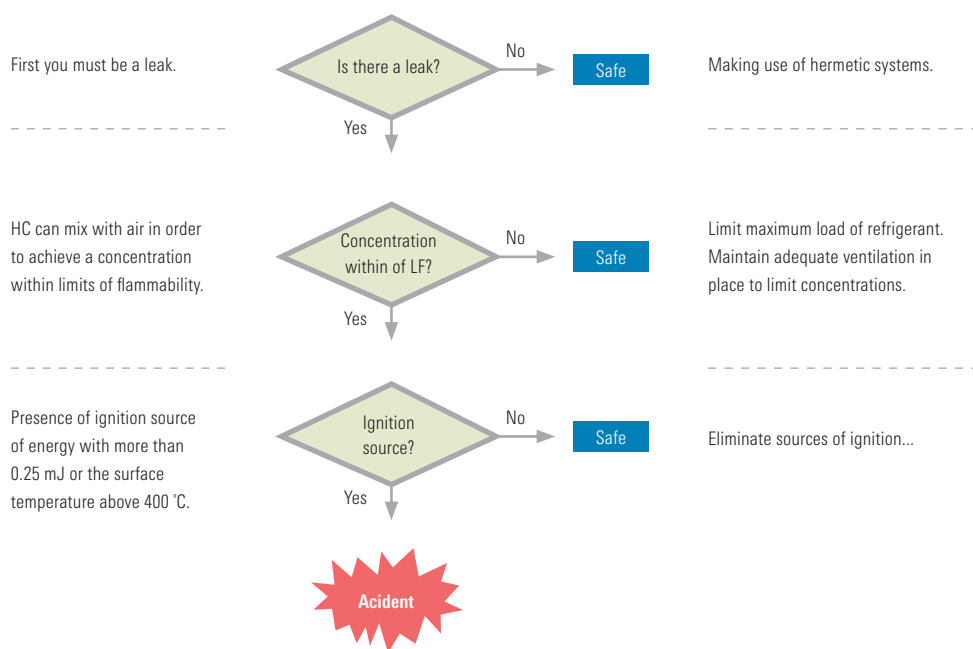 First you must be a leak.
Is there a leak?
No
Safe
Making use of hermetic systems.
Yes
HC can mix with air in order
to achieve a concentration
within limits of flammability.
Concentration
within of LF?
No
Safe
Limit maximum load of refrigerant.
Maintain adequate ventilation in
place to limit concentrations.
Yes
Presence of ignition source
of energy with more than
0.25 mJ or the surface
temperature above 400 °C.
Ignition
source?
No
Safe
Eliminate sources of ignition...
Yes
Acident